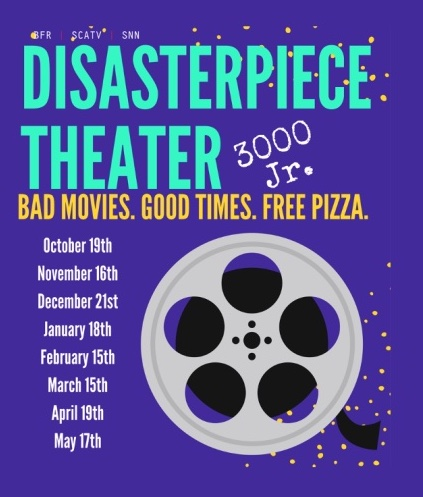 BFR | SCATV | SNN
DISASTERPIECE
THEATER 3000
Jr.
BAD MOVIES. GOOD TIMES. FREE PIZZA.
October 19th
November 16th
December 21st
January 18th
February 15th
March 15th
April 19th
May 17th